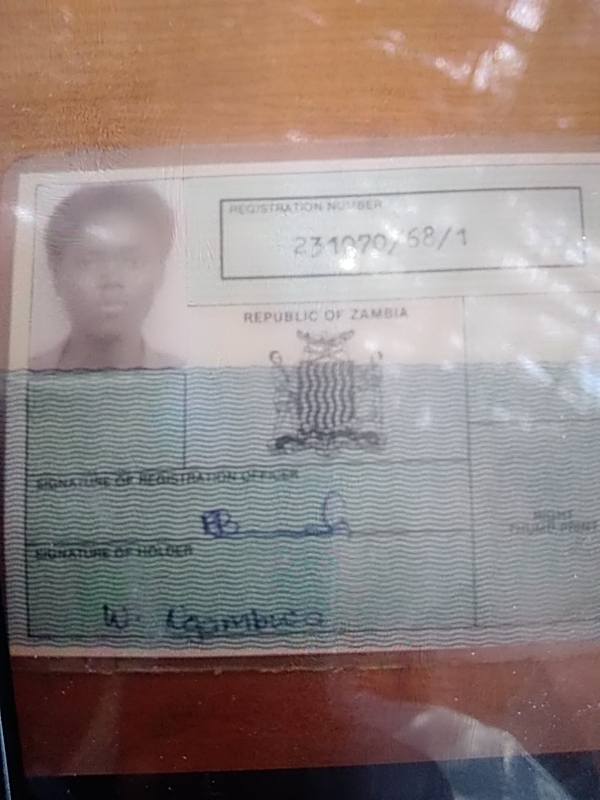 REGISTRATION NUMBER
231070/68/1
REPUBLIC OF ZAMBIA
SIGNATURE OF REGISTRATION OFFICER
SIGNATURE OF HOLDER
RIGHT
THUMB PRINT
W.